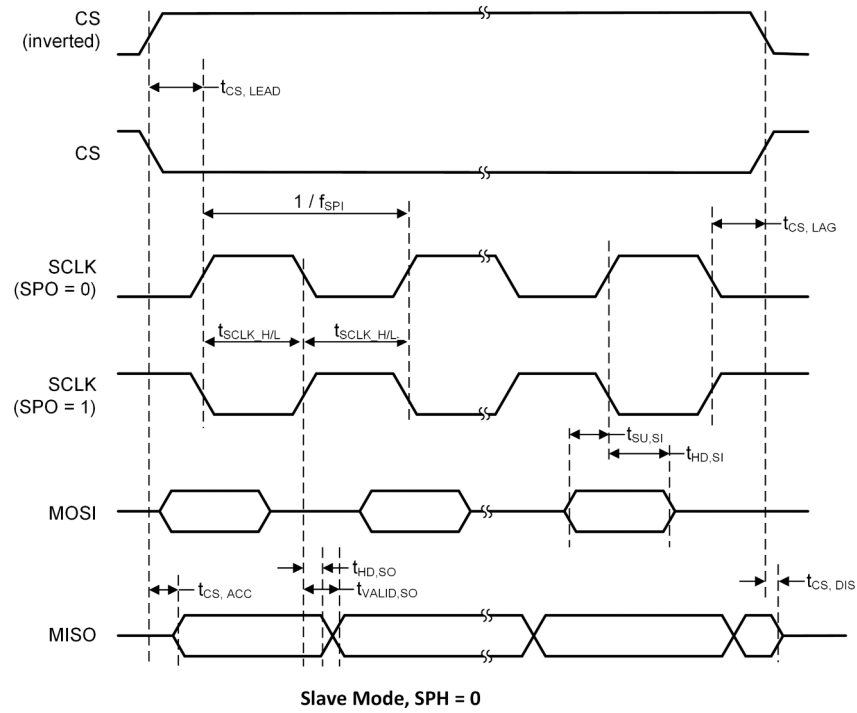 CS
(inverted)
tCS, LEAD
CS
1 / fSPI
tCS, LAG
SCLK
(SPO = 0)
tSCLK_H/L
tSCLK_H/L
SCLK
(SPO = 1)
tSU,SI
tHD,SI
MOSI
tHD,SO
tCS, ACC
tVALID,SO
tCS, DIS
MISO
Slave Mode, SPH = 0